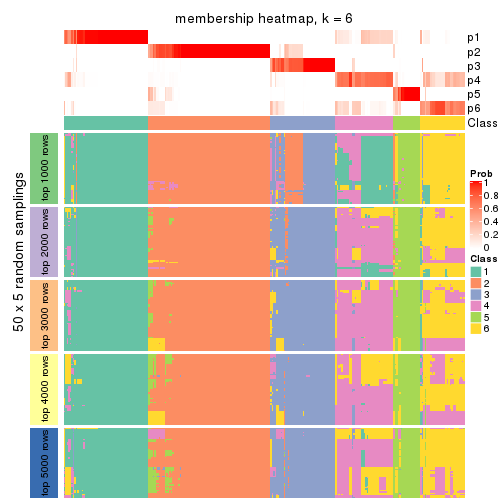 membership heatmap, k = 6
p1
p2
p3
p4
p5
p6
Class
50 x 5 random samplings
top 1000 rows
top 2000 rows
top 3000 rows
top 4000 rows
top 5000 rows
Prob
1
0.8
0.6
0.4
0.2
0
Class
1
2
3
4
5
6